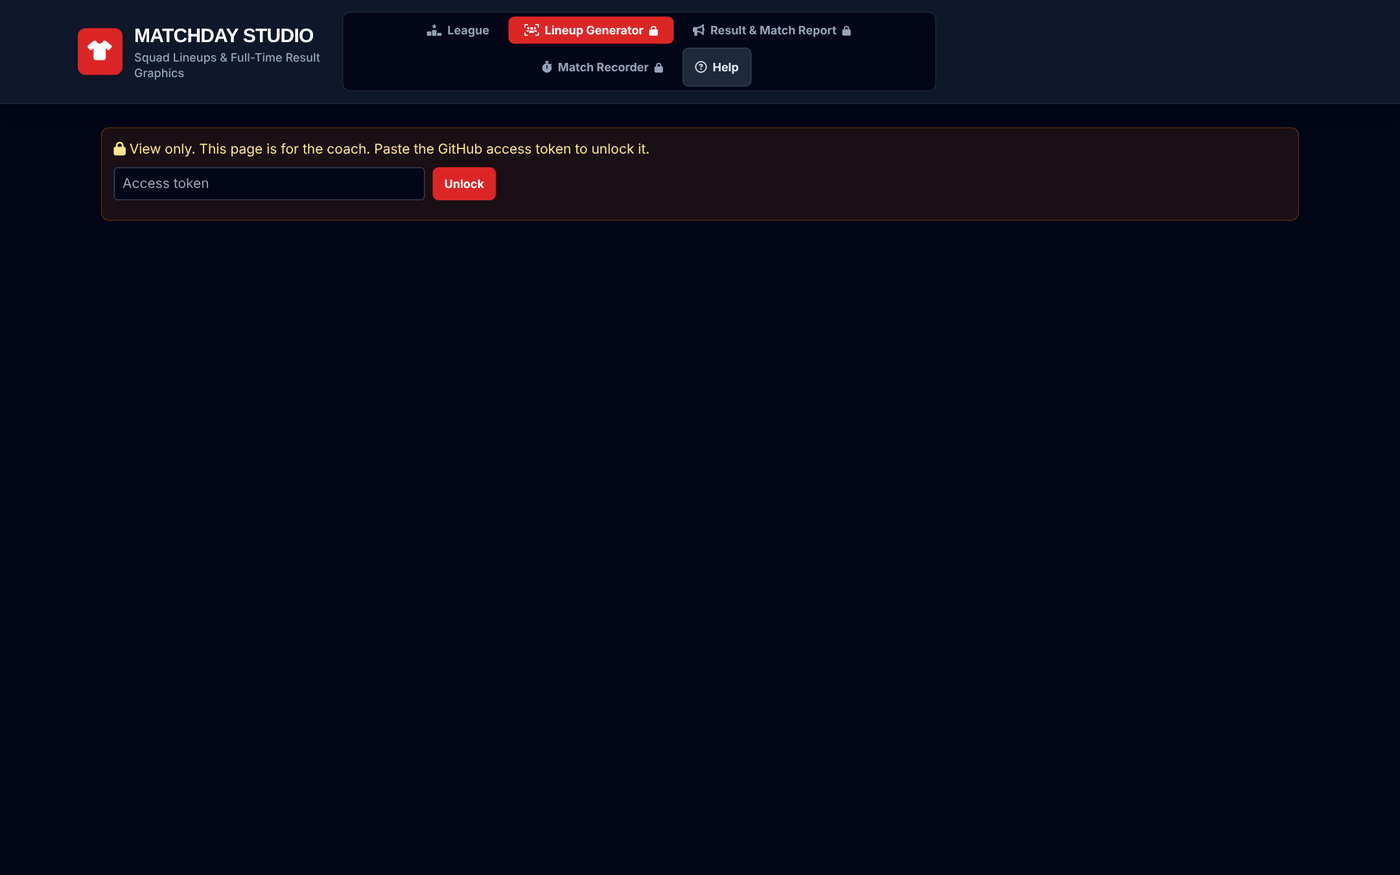 MATCHDAY STUDIO
Squad Lineups & Full-Time Result
Graphics
League
Lineup Generator
Result & Match Report
Match Recorder
Help
View only. This page is for the coach. Paste the GitHub access token to unlock it.
Access token
Unlock